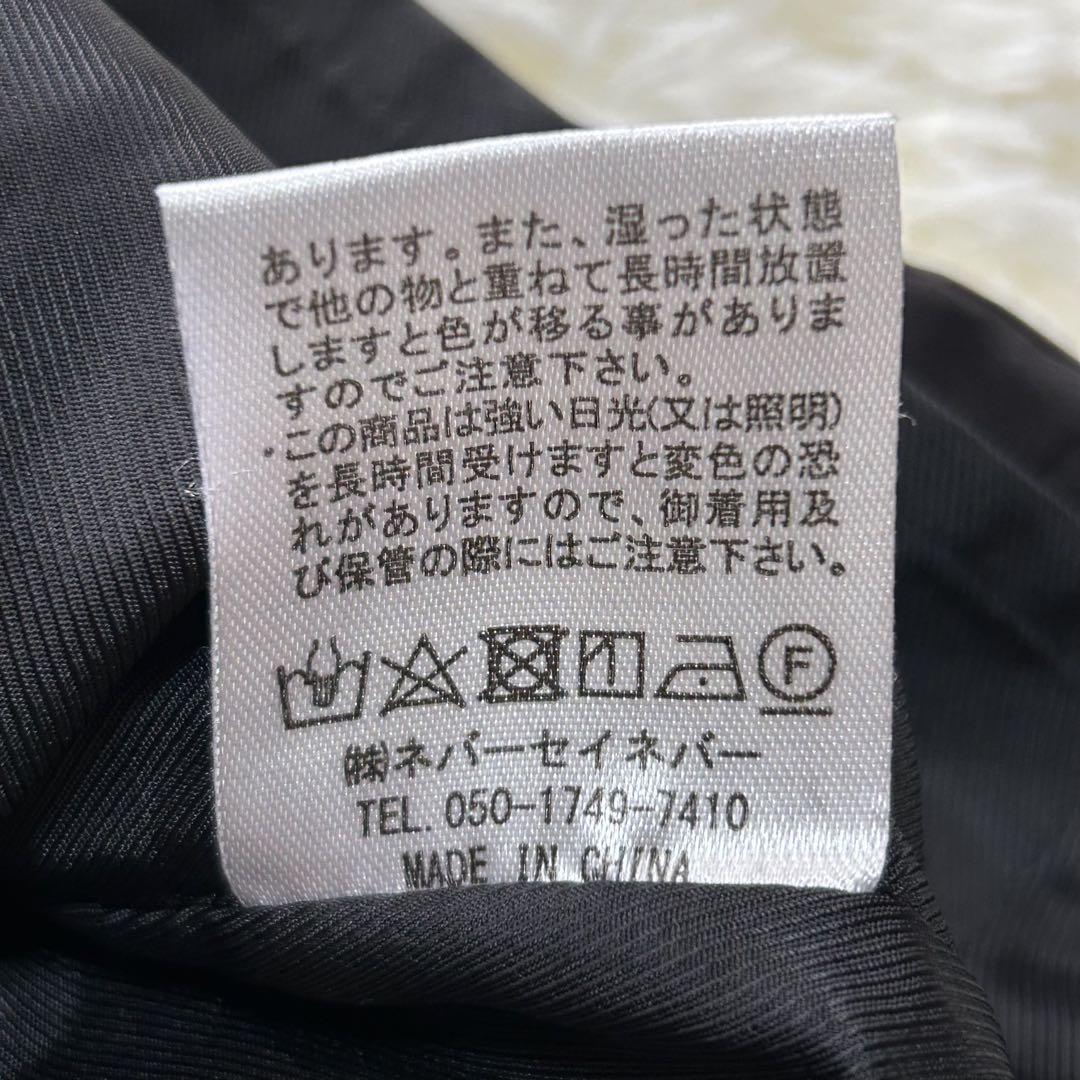 あります。また、湿った状態
で他の物と重ねて長時間放置
しますと色が移る事がありま
すのでご注意下さい。
・この商品は強い日光(又は照明)
を長時間受けますと変色の恐
れがありますので、御着用及
び保管の際にはご注意下さい。
F
㈱ネバーセイネバー
TEL. 050-1749-7410
MADE IN CHINA